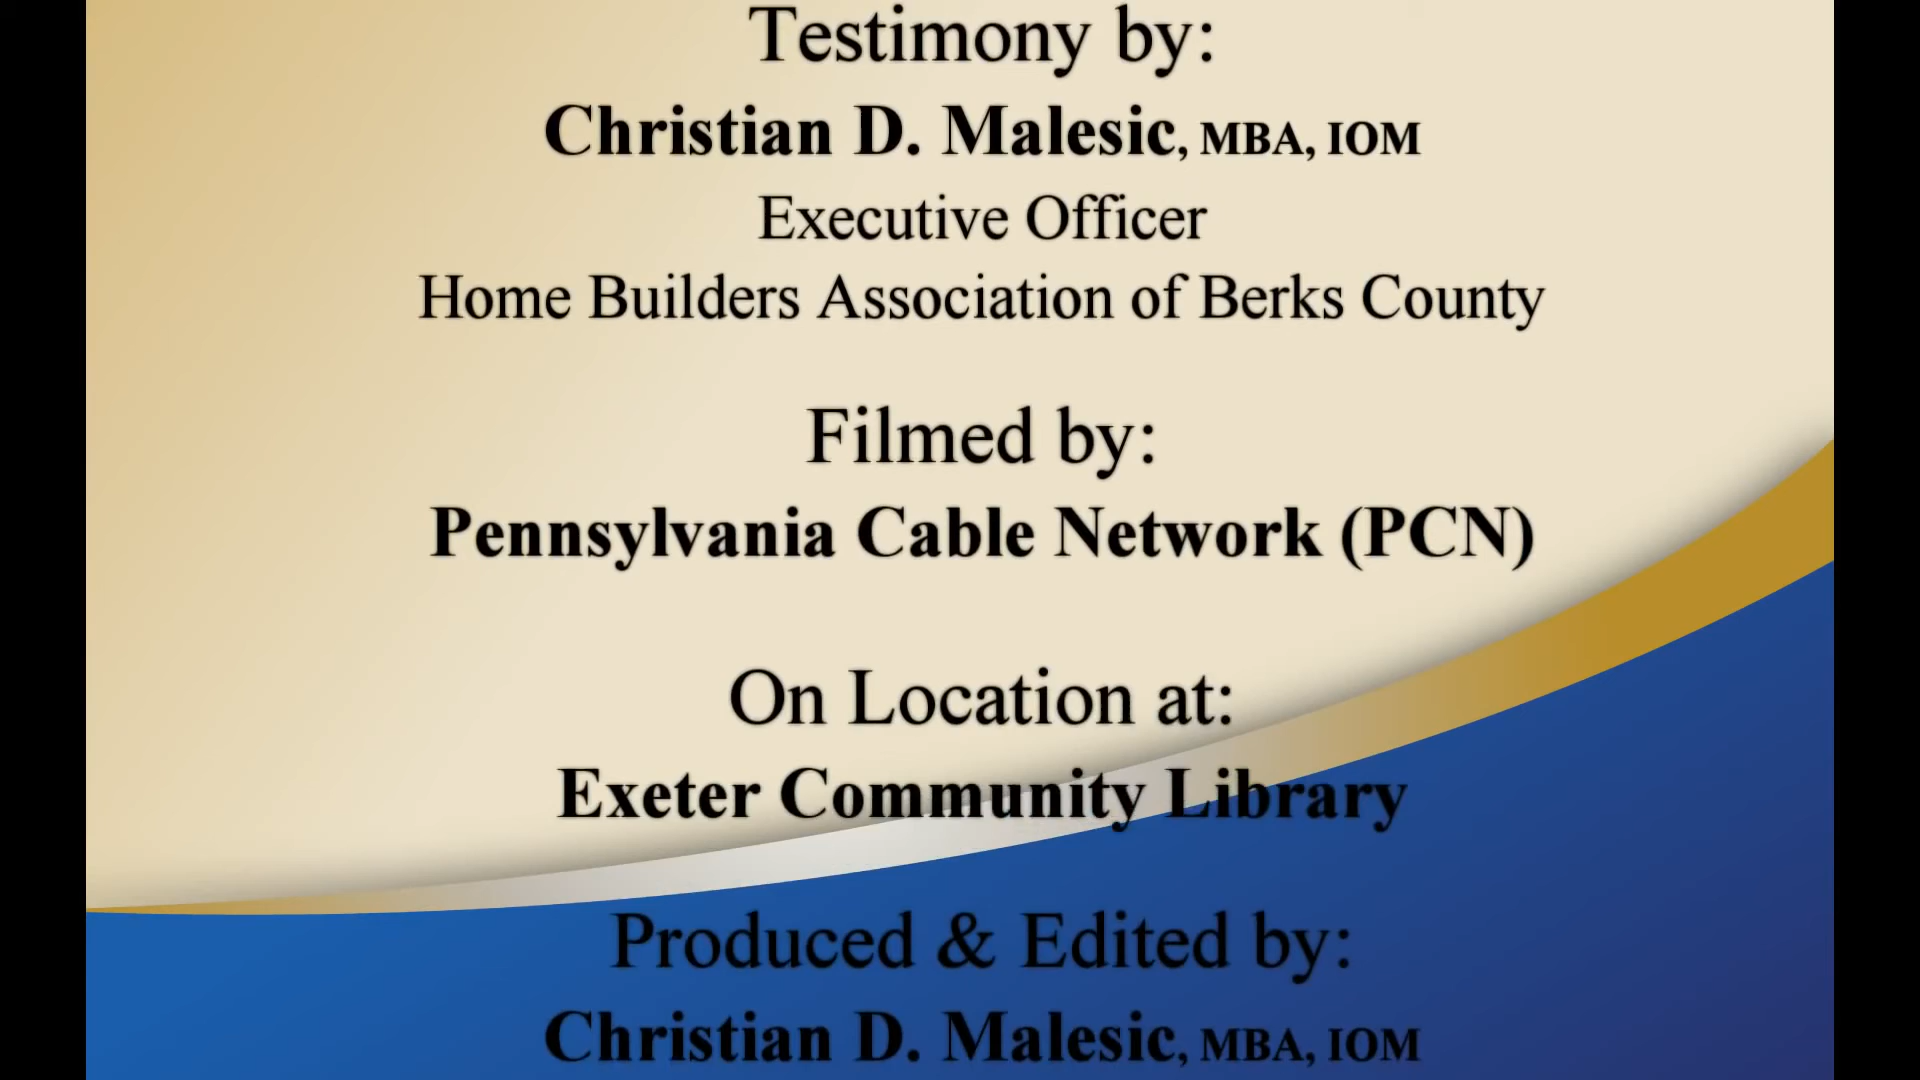 Testimony by:
Christian D. Malesic, MBA, IOM
Executive Officer
Home Builders Association of Berks County
Filmed by:
Pennsylvania Cable Network (PCN)
On Location at:
Exeter Community Library
Produced & Edited by:
Christian D. Malesic, MBA, IOM